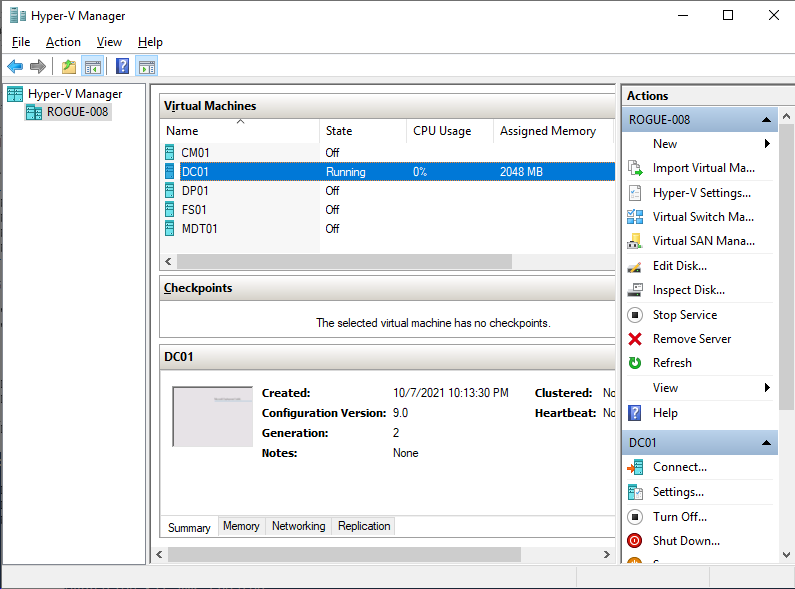 Hyper-V Manager
File Action View Help
Hyper-V Manager
ROGUE-008
Virtual Machines
Name State CPU Usage Assigned Memory
CM01 Off
DC01 Running 0% 2048 MB
DP01 Off
FS01 Off
MDT01 Off
Checkpoints
The selected virtual machine has no checkpoints.
DC01
Created: 10/7/2021 10:13:30 PM Clustered: No
Configuration Version: 9.0 Heartbeat: No
Generation: 2
Notes: None
Summary Memory Networking Replication
Actions
ROGUE-008
New
Import Virtual Ma...
Hyper-V Settings...
Virtual Switch Ma...
Virtual SAN Mana...
Edit Disk...
Inspect Disk...
Stop Service
Remove Server
Refresh
View
Help
DC01
Connect...
Settings...
Turn Off...
Shut Down...